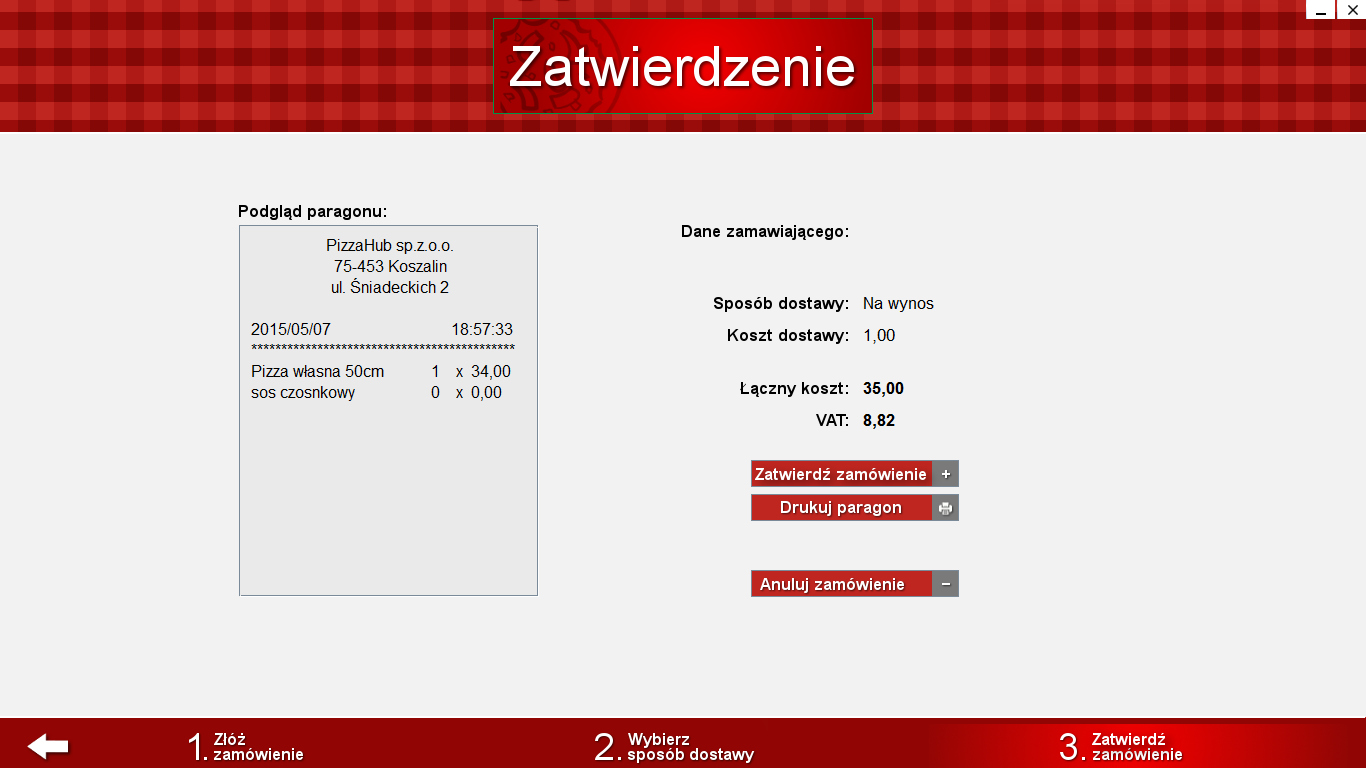 Zatwierdzenie
Podgląd paragonu:
PizzaHub sp.z.o.o.
75-453 Koszalin
ul. Śniadeckich 2
2015/05/07 18:57:33
********************************************
Pizza własna 50cm 1 x 34,00
sos czosnkowy 0 x 0,00
Dane zamawiającego:
Sposób dostawy: Na wynos
Koszt dostawy: 1,00
Łączny koszt: 35,00
VAT: 8,82
Zatwierdź zamówienie +
Drukuj paragon
Anuluj zamówienie −
1. Złóż
zamówienie
2. Wybierz
sposób dostawy
3. Zatwierdź
zamówienie